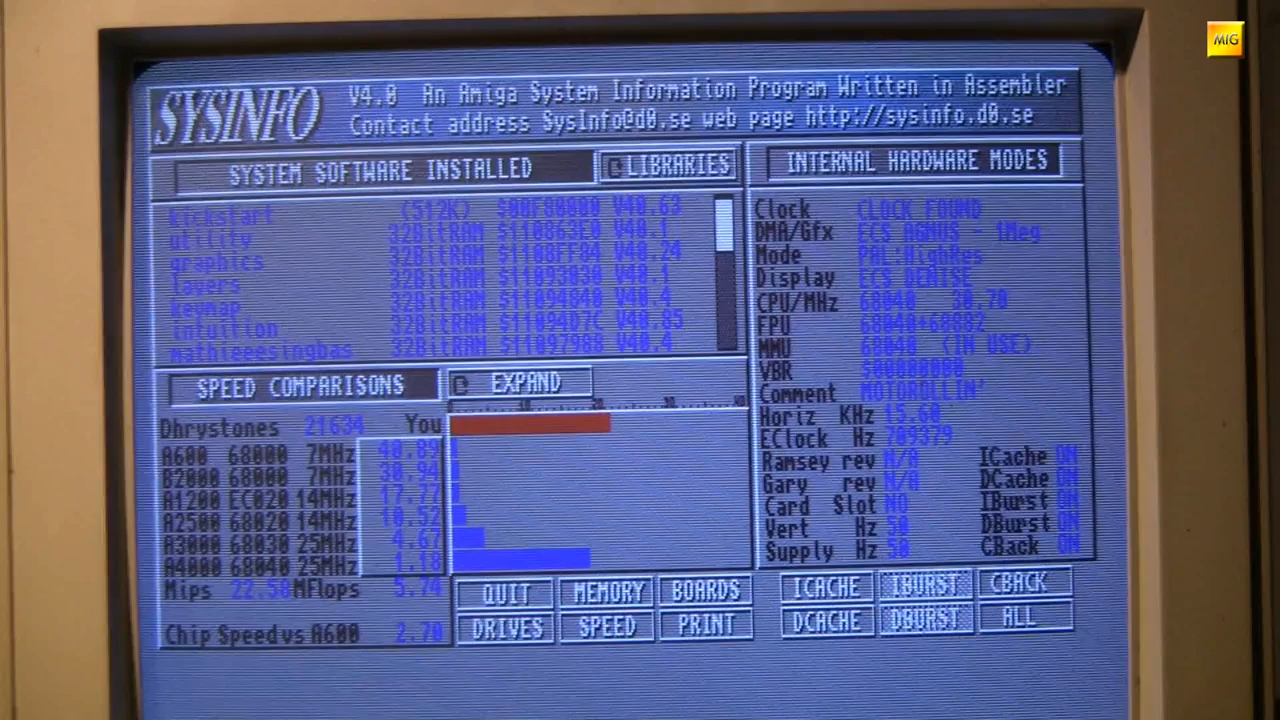 MIG
SYSINFO
V4.0 An Amiga System Information Program Written in Assembler
Contact address SysInfo@d0.se web page http://sysinfo.d0.se
SYSTEM SOFTWARE INSTALLED
LIBRARIES
kickstart (512K) $00F80000 V40.63
utility 32BitRAM $110863E0 V40.1
graphics 32BitRAM $1108FF84 V40.24
layers 32BitRAM $11093030 V40.1
keymap 32BitRAM $11094840 V40.4
intuition 32BitRAM $11094D7C V40.85
mathieeesingbas 32BitRAM $11097988 V40.4
INTERNAL HARDWARE MODES
Clock CLOCK FOUND
DMA/Gfx ECS AGNUS - 1Meg
Mode PAL:HighRes
Display ECS DENISE
CPU/MHz 68040 30.70
FPU 68040+68882
MMU 68040 (IN USE)
VBR $00000000
Comment MOTOROLLIN'
Horiz KHz 15.60
EClock Hz 709379
Ramsey rev N/A ICache ON
Gary rev N/A DCache ON
Card Slot NO IBurst ON
Vert Hz 50 DBurst ON
Supply Hz 50 CBack ON
SPEED COMPARISONS
EXPAND
Dhrystones 21634 You
A600 68000 7MHz 40.89
B2000 68000 7MHz 30.94
A1200 EC020 14MHz 17.77
A2500 68020 14MHz 10.52
A3000 68030 25MHz 4.67
A4000 68040 25MHz 1.18
Mips 22.58 MFlops 5.74
Chip Speed vs A600 2.70
QUIT MEMORY BOARDS
DRIVES SPEED PRINT
ICACHE IBURST CBACK
DCACHE DBURST ALL